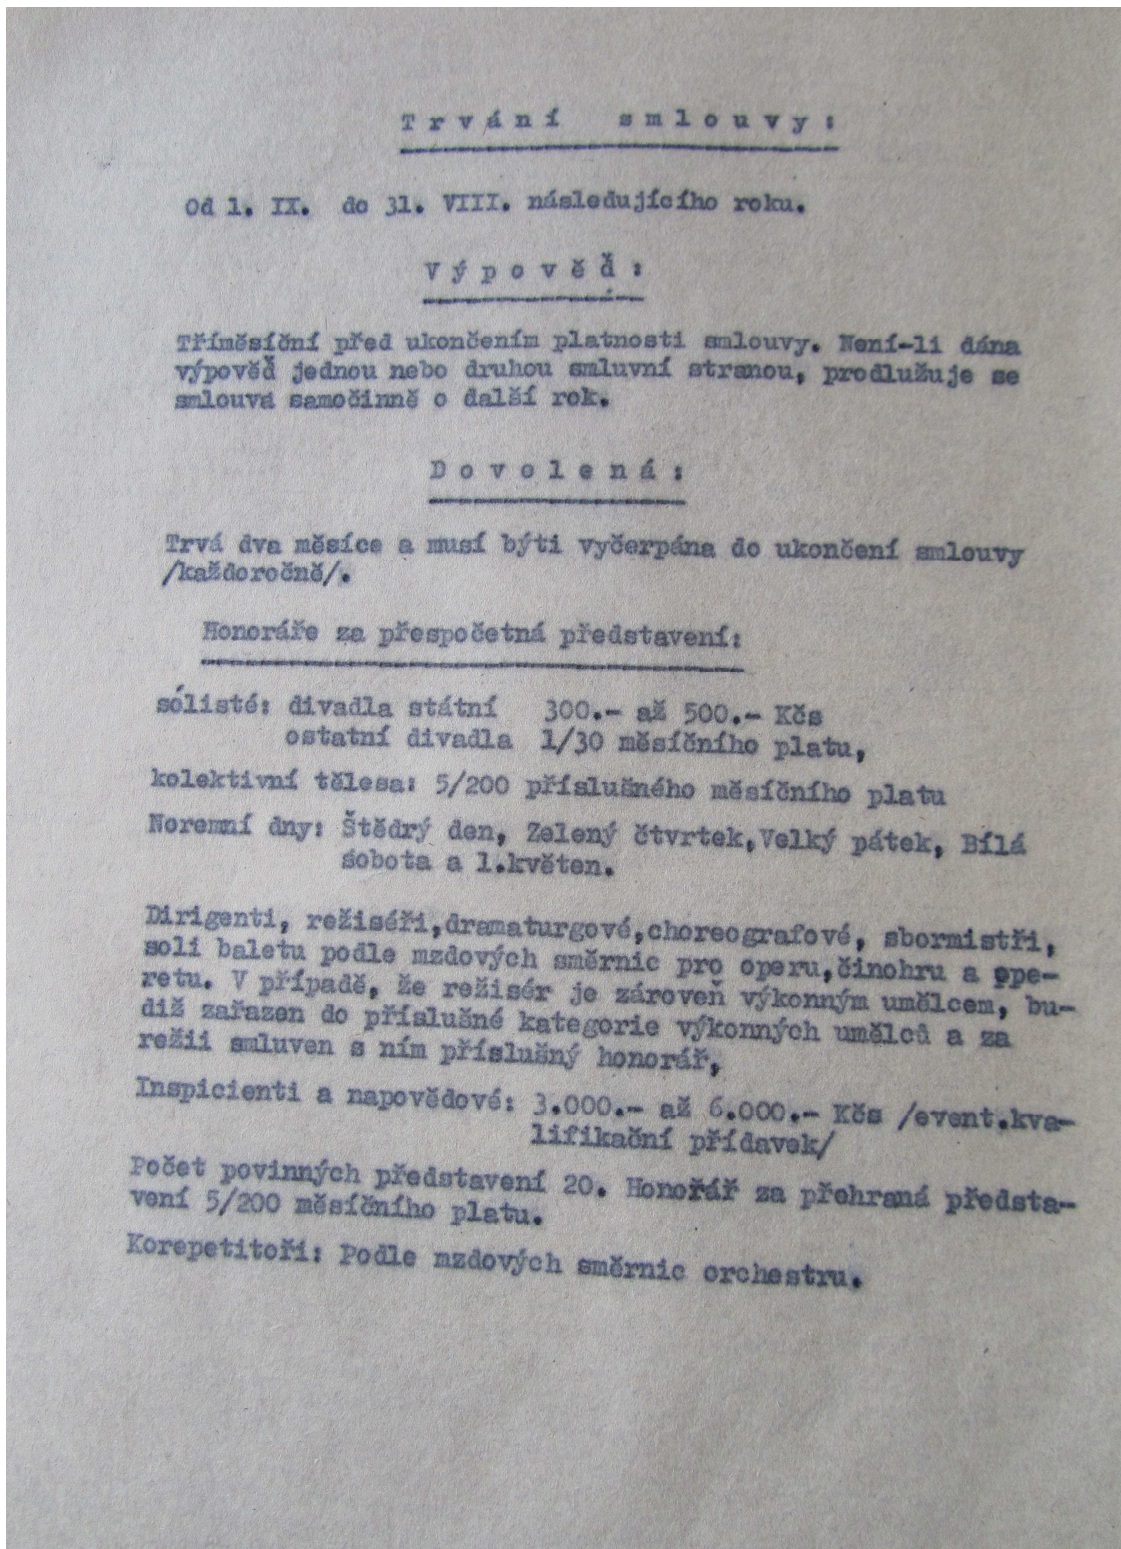 T r v á n í   s m l o u v y :
Od 1. IX. do 31. VIII. následujícího roku.
V ý p o v ě ď :
Tříměsíční před ukončením platnosti smlouvy. Není-li dána
výpověď jednou nebo druhou smluvní stranou, prodlužuje se
smlouva samočinně o další rok.
D o v o l e n á :
Trvá dva měsíce a musí býti vyčerpána do ukončení smlouvy
/každoročně/.
Honoráře za přespočetná představení:
sólisté: divadla státní 300.- až 500.- Kčs
ostatní divadla 1/30 měsíčního platu,
kolektivní tělesa: 5/200 příslušného měsíčního platu
Noremní dny: Štědrý den, Zelený čtvrtek,Velký pátek, Bílá
sobota a 1.květen.
Dirigenti, režiséři,dramaturgové,choreografové, sbormistři,
soli baletu podle mzdových směrnic pro operu,činohru a ope-
retu. V případě, že režisér je zároveň výkonným umělcem, bu-
diž zařazen do příslušné kategorie výkonných umělců a za
režii smluven s ním příslušný honorář,
Inspicienti a napovědové: 3.000.- až 6.000.- Kčs /event.kva-
lifikační přídavek/
Počet povinných představení 20. Honořář za přehraná předsta-
vení 5/200 měsíčního platu.
Korepetitoři: Podle mzdových směrnic orchestru.